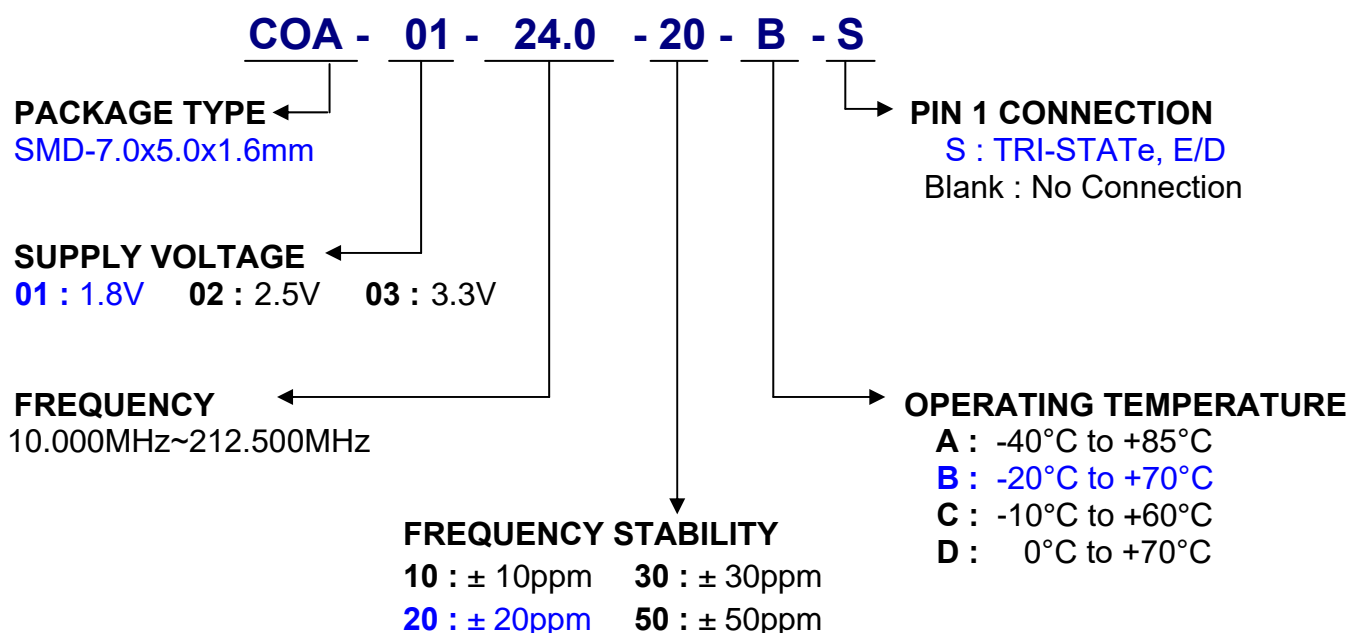 COA - 01 - 24.0 - 20 - B - S
PACKAGE TYPE
SMD-7.0x5.0x1.6mm
PIN 1 CONNECTION
S : TRI-STATe, E/D
Blank : No Connection
SUPPLY VOLTAGE
01 : 1.8V 02 : 2.5V 03 : 3.3V
FREQUENCY
10.000MHz~212.500MHz
OPERATING TEMPERATURE
A : -40°C to +85°C
B : -20°C to +70°C
C : -10°C to +60°C
D : 0°C to +70°C
FREQUENCY STABILITY
10 : ± 10ppm 30 : ± 30ppm
20 : ± 20ppm 50 : ± 50ppm